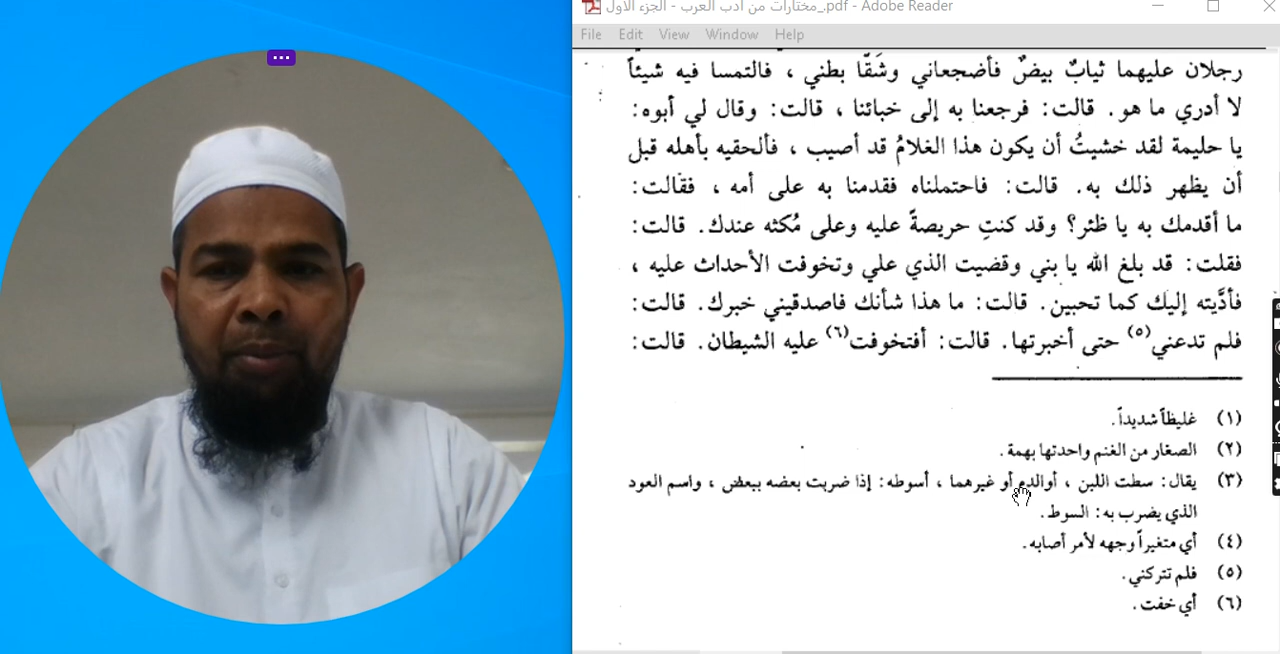 مختارات من أدب العرب - الجزء الأول_.pdf - Adobe Reader
File Edit View Window Help
رجلان عليهما ثيابٌ بيضٌ فأضجعاني وشَقّا بطني ، فالتمسا فيه شيئاً
لا أدري ما هو. قالت: فرجعنا به إلى خبائنا ، قالت: وقال لي أبوه:
يا حليمة لقد خشيتُ أن يكون هذا الغلامُ قد أصيب ، فألحقيه بأهله قبل
أن يظهر ذلك به. قالت: فاحتملناه فقدمنا به على أمه ، فقالت:
ما أقدمك به يا ظئر؟ وقد كنتِ حريصةً عليه وعلى مُكثه عندك. قالت:
فقلت: قد بلغ الله يا بني وقضيت الذي علي وتخوفت الأحداث عليه ،
فأدَّيته إليك كما تحبين. قالت: ما هذا شأنك فاصدقيني خبرك. قالت:
فلم تدعني(٥) حتى أخبرتها. قالت: أفتخوفت(٦) عليه الشيطان. قالت:
(١) غليظاً شديداً.
(٢) الصغار من الغنم واحدتها بهمة.
(٣) يقال: سطت اللبن ، أوالدم أو غيرهما ، أسوطه: إذا ضربت بعضه ببعض ، واسم العود
الذي يضرب به: السوط.
(٤) أي متغيراً وجهه لأمر أصابه.
(٥) فلم تتركني.
(٦) أي خفت.